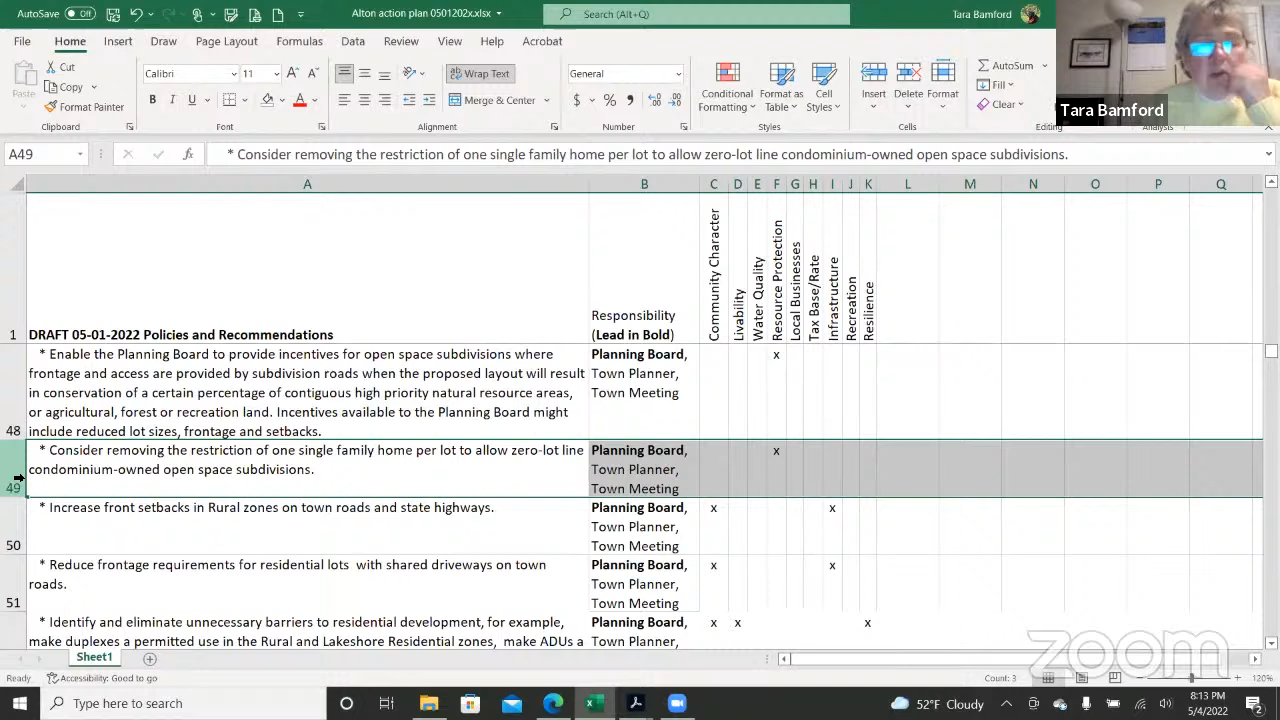 AutoSave Off Alton action plan 0501202xxlsx Search (Alt+Q) Tara Bamford
File Home Insert Draw Page Layout Formulas Data Review View Help Acrobat
Cut Copy Format Painter Paste Clipboard
Calibri 11 B I U Font
Wrap Text Merge & Center Alignment
General $ % Number
Conditional Formatting Format as Table Cell Styles Styles
Insert Delete Format Cells
AutoSum Fill Clear Editing Analysis
Tara Bamford
A49 fx * Consider removing the restriction of one single family home per lot to allow zero-lot line condominium-owned open space subdivisions.
A B C D E F G H I J K L M N O P Q
1 DRAFT 05-01-2022 Policies and Recommendations
Responsibility
(Lead in Bold)
Community Character
Livability
Water Quality
Resource Protection
Local Businesses
Tax Base/Rate
Infrastructure
Recreation
Resilience
* Enable the Planning Board to provide incentives for open space subdivisions where Planning Board, x
frontage and access are provided by subdivision roads when the proposed layout will result Town Planner,
in conservation of a certain percentage of contiguous high priority natural resource areas, Town Meeting
or agricultural, forest or recreation land. Incentives available to the Planning Board might
48 include reduced lot sizes, frontage and setbacks.
* Consider removing the restriction of one single family home per lot to allow zero-lot line Planning Board, x
condominium-owned open space subdivisions. Town Planner,
49 Town Meeting
* Increase front setbacks in Rural zones on town roads and state highways. Planning Board, x x
Town Planner,
50 Town Meeting
* Reduce frontage requirements for residential lots with shared driveways on town Planning Board, x x
roads. Town Planner,
51 Town Meeting
* Identify and eliminate unnecessary barriers to residential development, for example, Planning Board, x x x
make duplexes a permitted use in the Rural and Lakeshore Residential zones, make ADUs a Town Planner,
Sheet1
Ready Accessibility: Good to go Count: 3 120%
zoom
Type here to search 52°F Cloudy 8:13 PM
5/4/2022 2